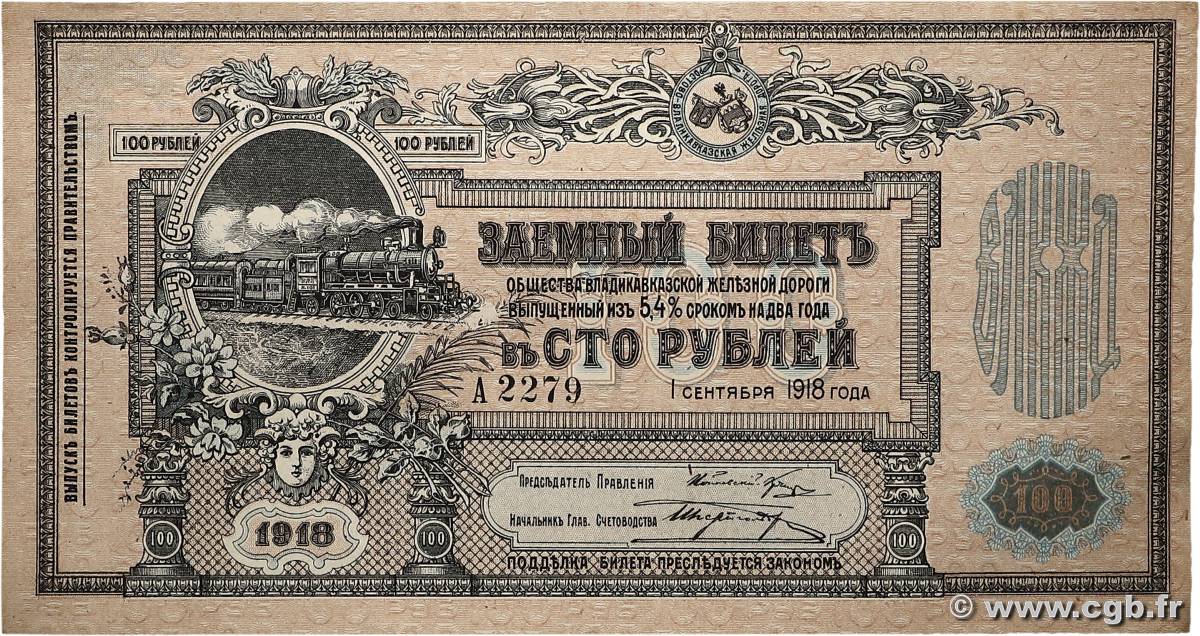 100 РУБЛЕЙ
100 РУБЛЕЙ
ВЫПУСКЪ БИЛЕТОВЪ КОНТРОЛИРУЕТСЯ ПРАВИТЕЛЬСТВОМЪ.
ЗАЕМНЫЙ БИЛЕТЪ
ОБЩЕСТВА ВЛАДИКАВКАЗСКОЙ ЖЕЛѢЗНОЙ ДОРОГИ
ВЫПУЩЕННЫЙ ИЗЪ 5,4% СРОКОМЪ НА ДВА ГОДА
ВЪ СТО РУБЛЕЙ
А 2279
1 СЕНТЯБРЯ 1918 ГОДА
100
ПРЕДСѢДАТЕЛЬ ПРАВЛЕНІЯ
НАЧАЛЬНИКЪ ГЛАВ. СЧЕТОВОДСТВА
ПОДДѢЛКА БИЛЕТА ПРЕСЛѢДУЕТСЯ ЗАКОНОМЪ
1918
100
100
100
100
© www.cgb.fr